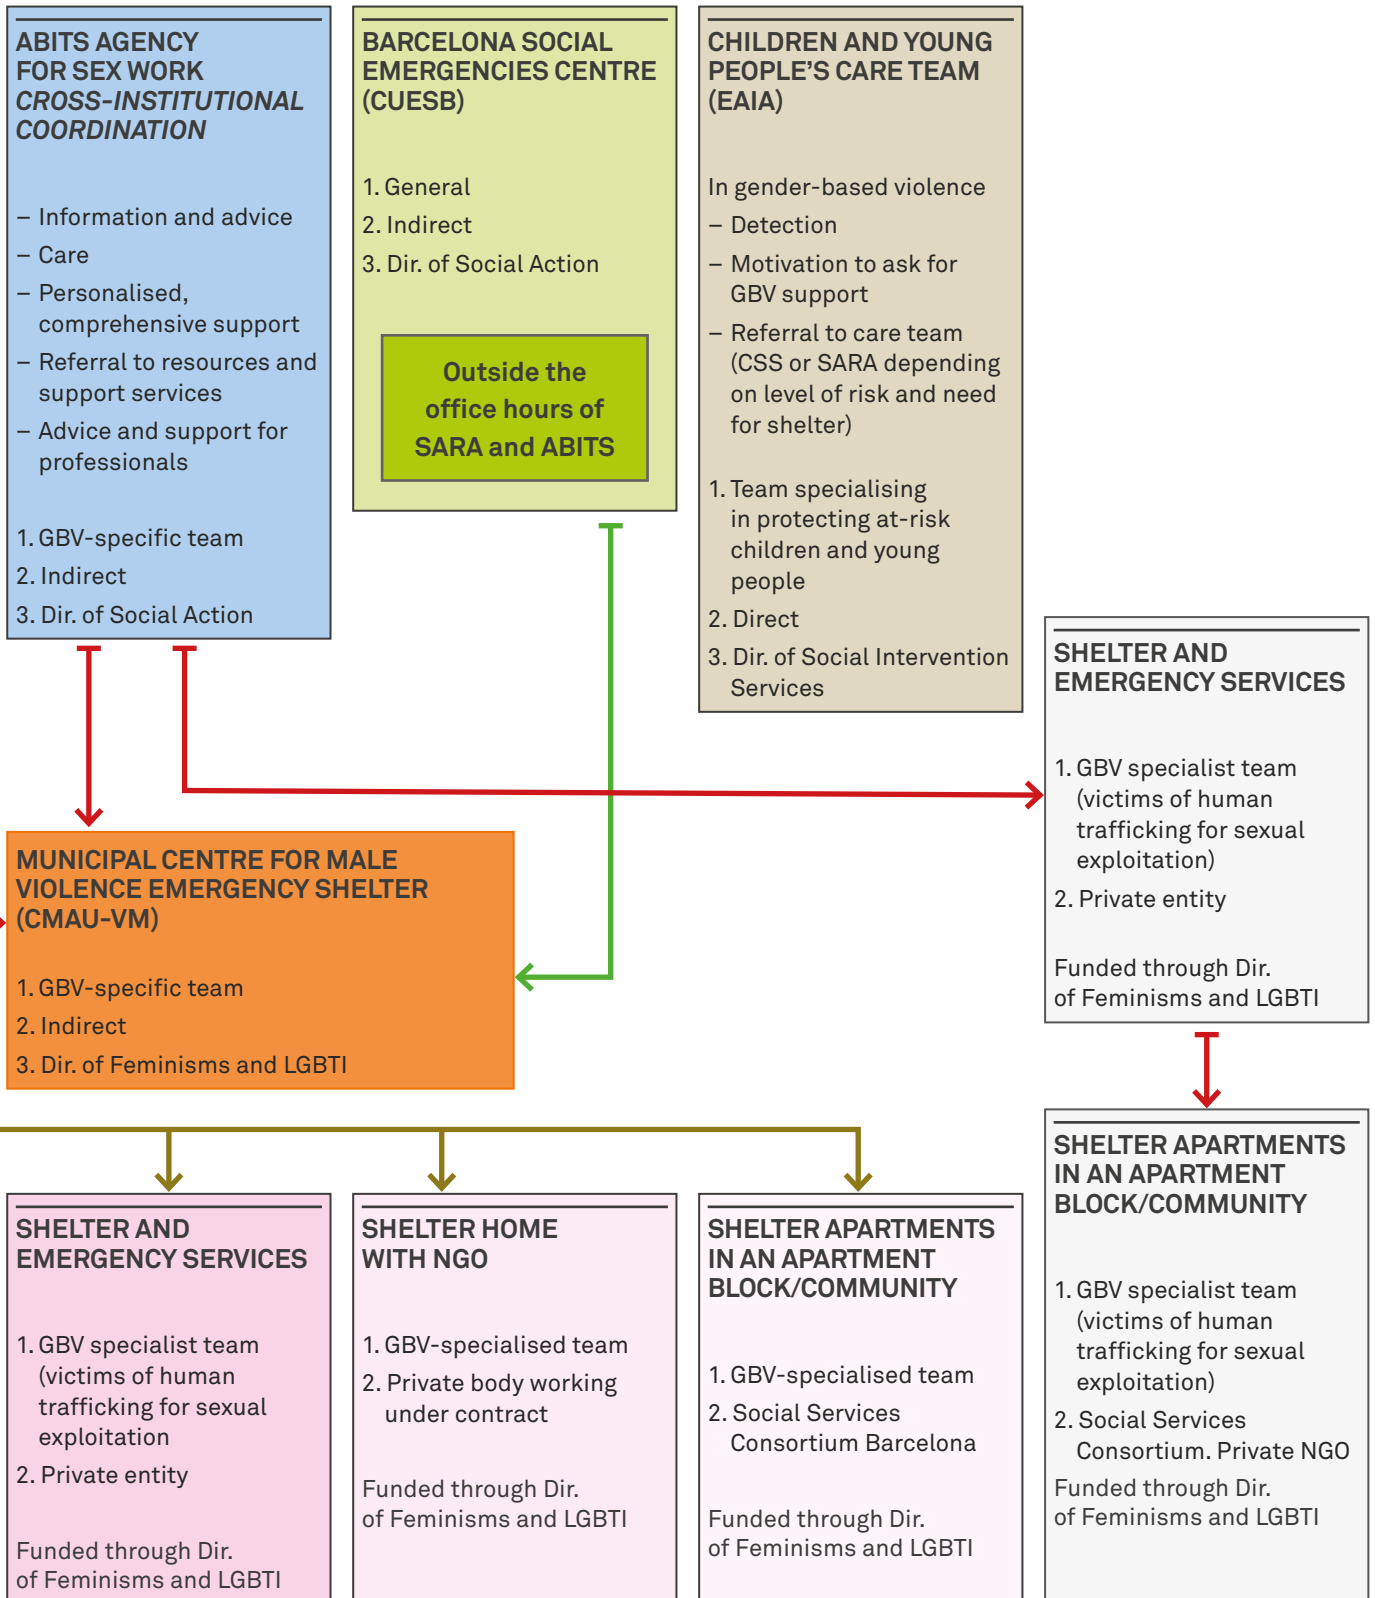 ABITS AGENCY
FOR SEX WORK
CROSS-INSTITUTIONAL
COORDINATION
– Information and advice
– Care
– Personalised,
comprehensive support
– Referral to resources and
support services
– Advice and support for
professionals
1. GBV-specific team
2. Indirect
3. Dir. of Social Action
BARCELONA SOCIAL
EMERGENCIES CENTRE
(CUESB)
1. General
2. Indirect
3. Dir. of Social Action
Outside the
office hours of
SARA and ABITS
CHILDREN AND YOUNG
PEOPLE’S CARE TEAM
(EAIA)
In gender-based violence
– Detection
– Motivation to ask for
GBV support
– Referral to care team
(CSS or SARA depending
on level of risk and need
for shelter)
1. Team specialising
in protecting at-risk
children and young
people
2. Direct
3. Dir. of Social Intervention
Services
SHELTER AND
EMERGENCY SERVICES
1. GBV specialist team
(victims of human
trafficking for sexual
exploitation)
2. Private entity
Funded through Dir.
of Feminisms and LGBTI
MUNICIPAL CENTRE FOR MALE
VIOLENCE EMERGENCY SHELTER
(CMAU-VM)
1. GBV-specific team
2. Indirect
3. Dir. of Feminisms and LGBTI
SHELTER AND
EMERGENCY SERVICES
1. GBV specialist team
(victims of human
trafficking for sexual
exploitation
2. Private entity
Funded through Dir.
of Feminisms and LGBTI
SHELTER HOME
WITH NGO
1. GBV-specialised team
2. Private body working
under contract
Funded through Dir.
of Feminisms and LGBTI
SHELTER APARTMENTS
IN AN APARTMENT
BLOCK/COMMUNITY
1. GBV-specialised team
2. Social Services
Consortium Barcelona
Funded through Dir.
of Feminisms and LGBTI
SHELTER APARTMENTS
IN AN APARTMENT
BLOCK/COMMUNITY
1. GBV specialist team
(victims of human
trafficking for sexual
exploitation)
2. Social Services
Consortium. Private NGO
Funded through Dir.
of Feminisms and LGBTI